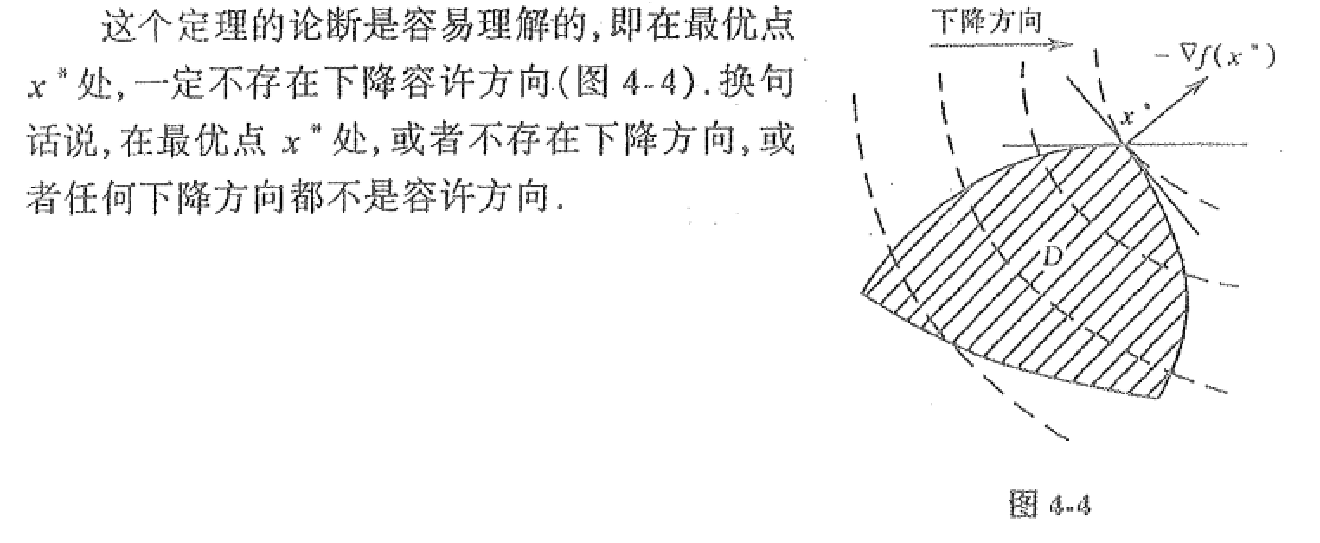 这个定理的论断是容易理解的,即在最优点
x*处,一定不存在下降容许方向(图 4-4).换句
话说,在最优点 x*处,或者不存在下降方向,或
者任何下降方向都不是容许方向.
下降方向
-∇f(x*)
x*
D
图 4-4